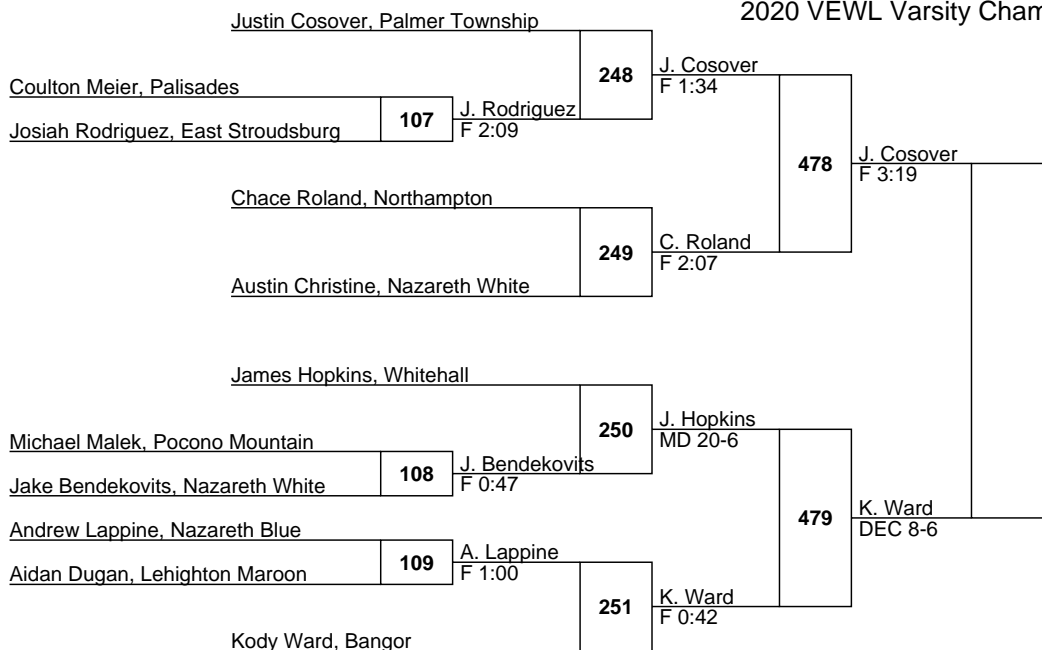 2020 VEWL Varsity Cham
Justin Cosover, Palmer Township
248
J. Cosover
F 1:34
Coulton Meier, Palisades
107
J. Rodriguez
F 2:09
Josiah Rodriguez, East Stroudsburg
478
J. Cosover
F 3:19
Chace Roland, Northampton
249
C. Roland
F 2:07
Austin Christine, Nazareth White
James Hopkins, Whitehall
250
J. Hopkins
MD 20-6
Michael Malek, Pocono Mountain
108
J. Bendekovits
F 0:47
Jake Bendekovits, Nazareth White
479
K. Ward
DEC 8-6
Andrew Lappine, Nazareth Blue
109
A. Lappine
F 1:00
Aidan Dugan, Lehighton Maroon
251
K. Ward
F 0:42
Kody Ward, Bangor